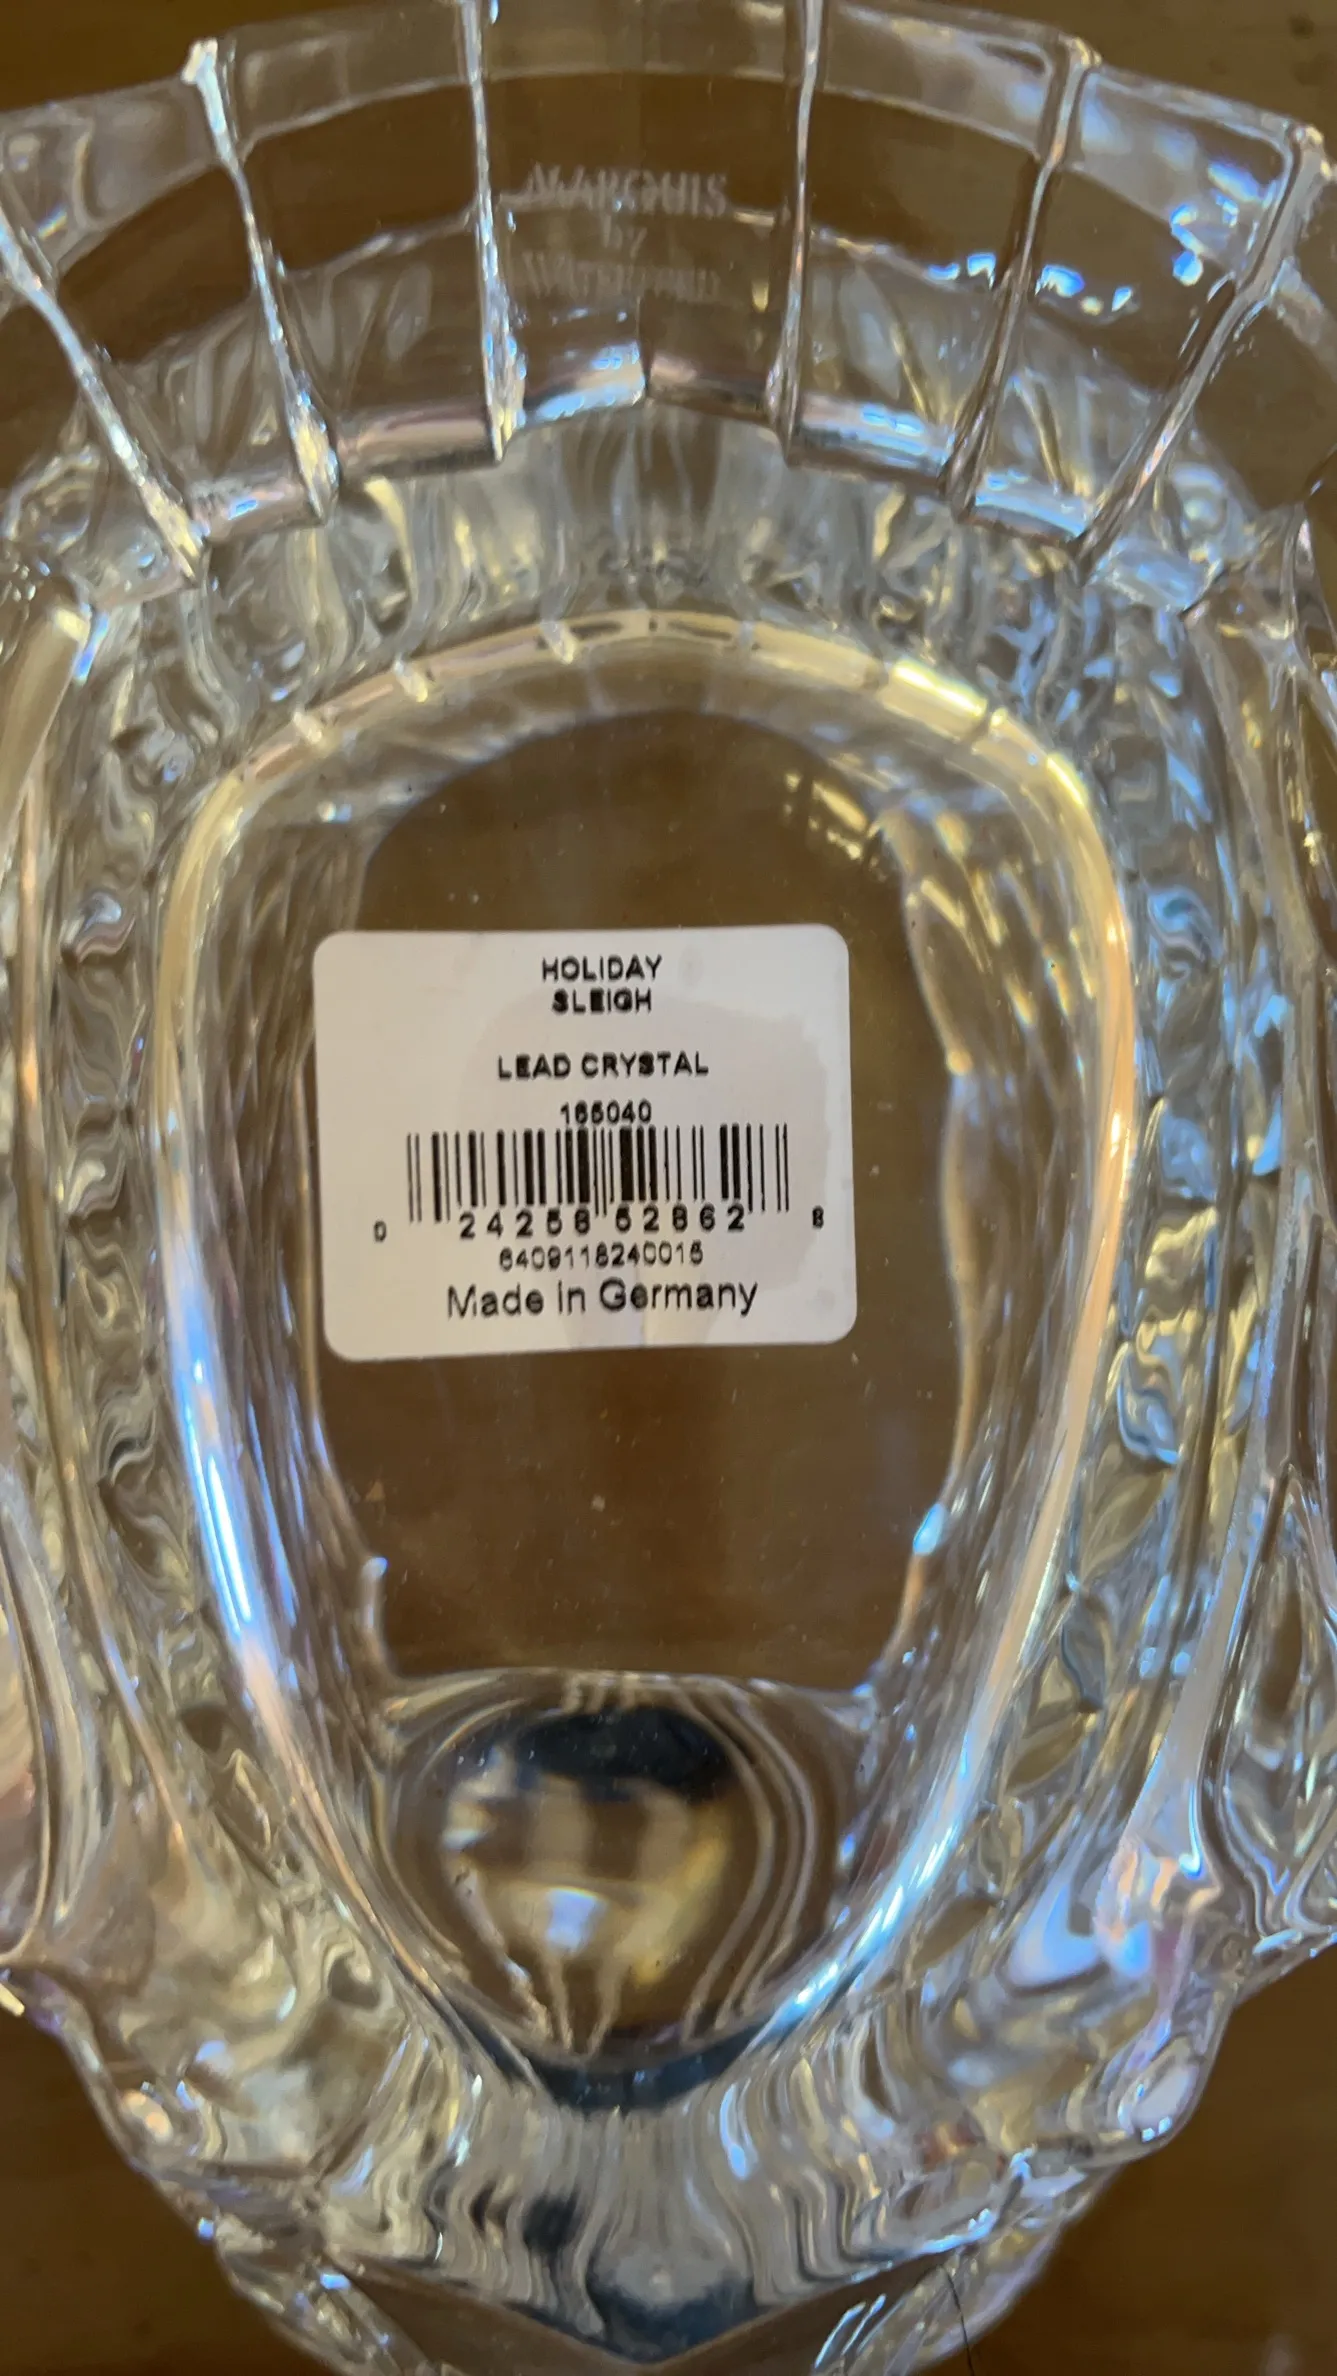 MARQUIS
by
WATERFORD
HOLIDAY
SLEIGH
LEAD CRYSTAL
165040
0 24258 52862 8
6409118240015
Made in Germany